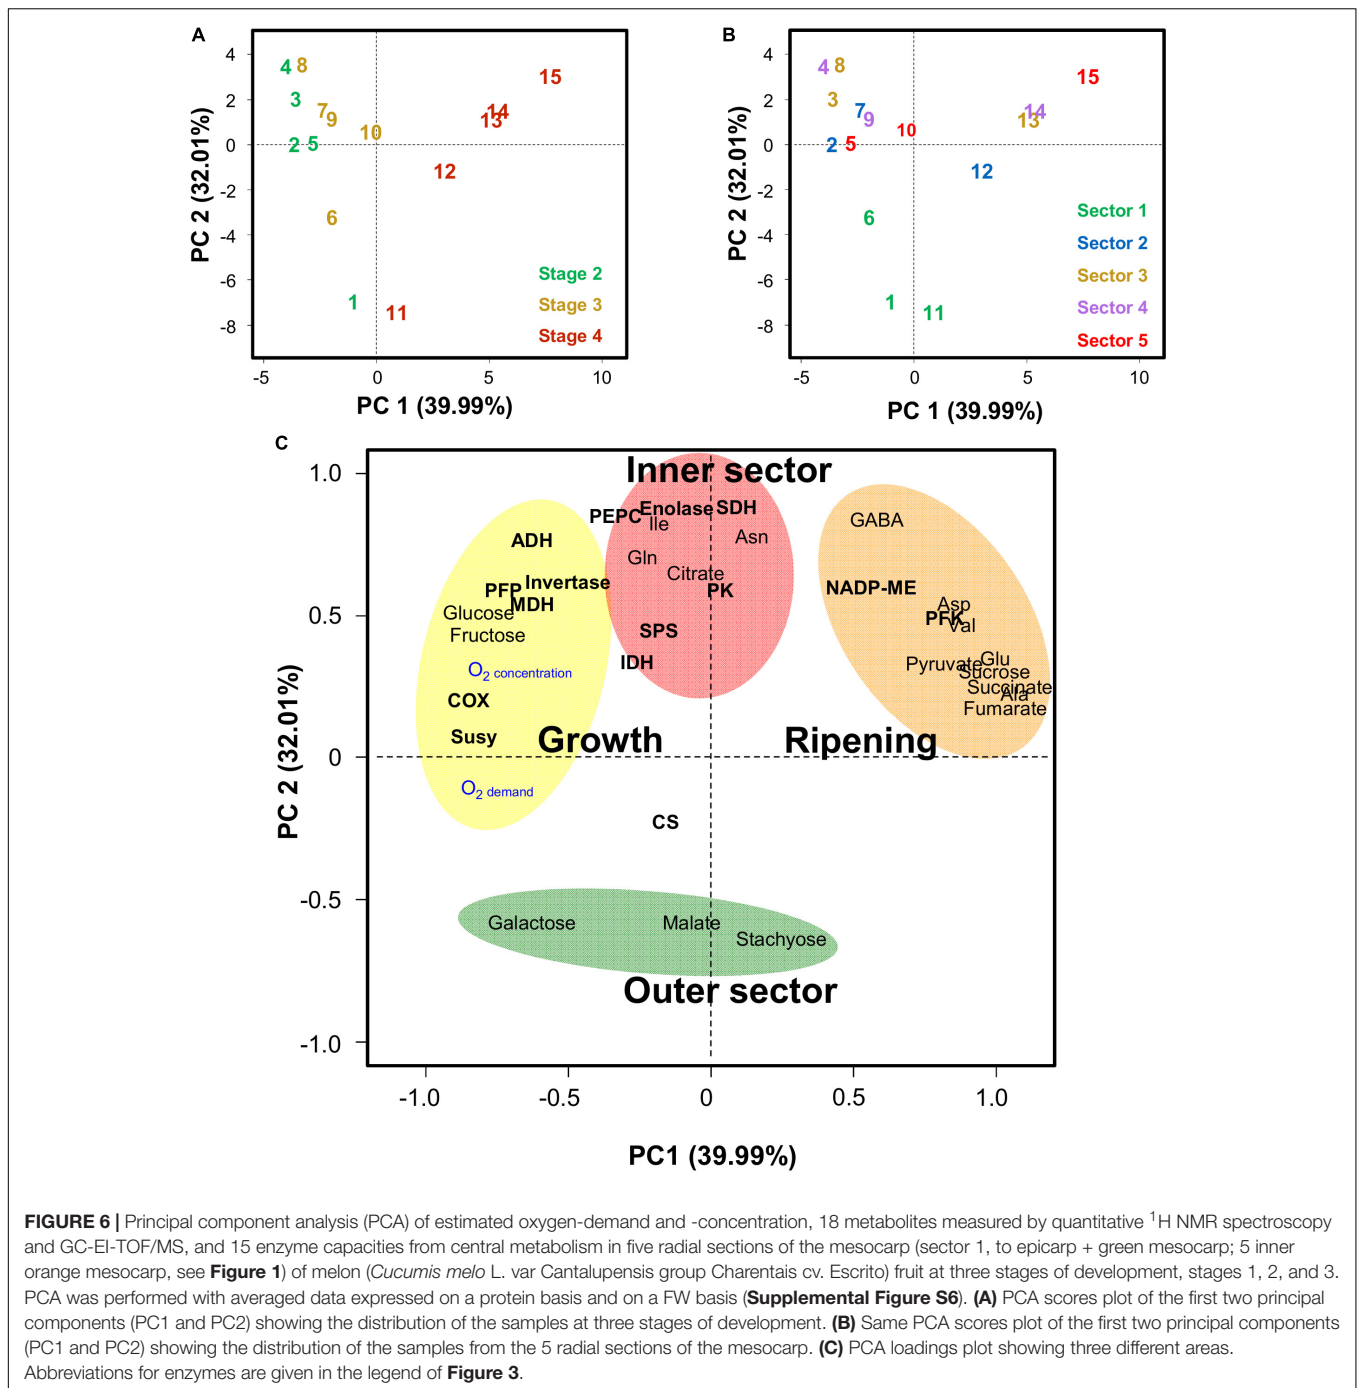 A
4
2
0
-2
-4
-6
-8
PC 2 (32.01%)
4
8
3
7
9
10
2
5
6
1
15
14
13
12
11
Stage 2
Stage 3
Stage 4
-5
0
5
10
PC 1 (39.99%)
B
4
2
0
-2
-4
-6
-8
PC 2 (32.01%)
4
8
3
7
9
10
2
5
6
1
15
14
13
12
11
Sector 1
Sector 2
Sector 3
Sector 4
Sector 5
-5
0
5
10
PC 1 (39.99%)
C
1.0
0.5
0
-0.5
-1.0
PC 2 (32.01%)
Inner sector
PEPC
Enolase
SDH
Ile
Asn
Gln
Citrate
PK
SPS
IDH
ADH
Invertase
PFP
MDH
Glucose
Fructose
O2 concentration
COX
Susy
O2 demand
Growth
GABA
NADP-ME
Asp
PFK
Val
Pyruvate
Glu
Sucrose
Succinate
Ala
Fumarate
Ripening
CS
Galactose
Malate
Stachyose
Outer sector
-1.0
-0.5
0
0.5
1.0
PC1 (39.99%)
FIGURE 6 | Principal component analysis (PCA) of estimated oxygen-demand and -concentration, 18 metabolites measured by quantitative 1H NMR spectroscopy
and GC-EI-TOF/MS, and 15 enzyme capacities from central metabolism in five radial sections of the mesocarp (sector 1, to epicarp + green mesocarp; 5 inner
orange mesocarp, see Figure 1) of melon (Cucumis melo L. var Cantalupensis group Charentais cv. Escrito) fruit at three stages of development, stages 1, 2, and 3.
PCA was performed with averaged data expressed on a protein basis and on a FW basis (Supplemental Figure S6). (A) PCA scores plot of the first two principal
components (PC1 and PC2) showing the distribution of the samples at three stages of development. (B) Same PCA scores plot of the first two principal components
(PC1 and PC2) showing the distribution of the samples from the 5 radial sections of the mesocarp. (C) PCA loadings plot showing three different areas.
Abbreviations for enzymes are given in the legend of Figure 3.